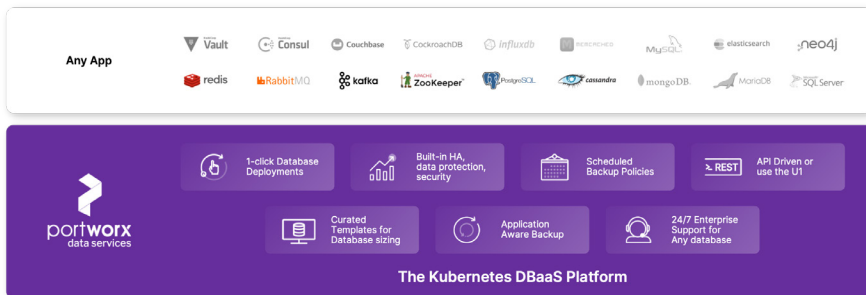 Any App
Vault
Consul
Couchbase
CockroachDB
influxdb
MEMCACHED
MySQL
elasticsearch
neo4j
redis
RabbitMQ
kafka
APACHE
ZooKeeper
PostgreSQL
cassandra
mongoDB
MariaDB
SQL Server
portworx
data services
1-click Database
Deployments
Built-in HA,
data protection,
security
Scheduled
Backup Policies
REST
API Driven or
use the U1
Curated
Templates for
Database sizing
Application
Aware Backup
24/7 Enterprise
Support for
Any database
The Kubernetes DBaaS Platform